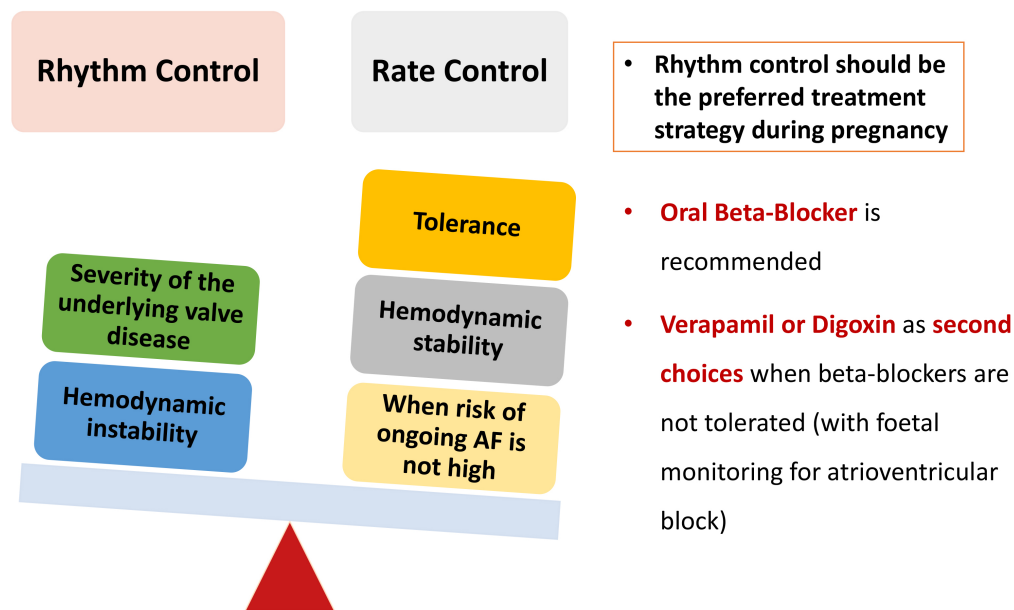 Rhythm Control
Rate Control
Tolerance
Severity of the
underlying valve
disease
Hemodynamic
stability
Hemodynamic
instability
When risk of
ongoing AF is
not high
• Rhythm control should be
the preferred treatment
strategy during pregnancy
• Oral Beta-Blocker is
recommended
• Verapamil or Digoxin as second
choices when beta-blockers are
not tolerated (with foetal
monitoring for atrioventricular
block)